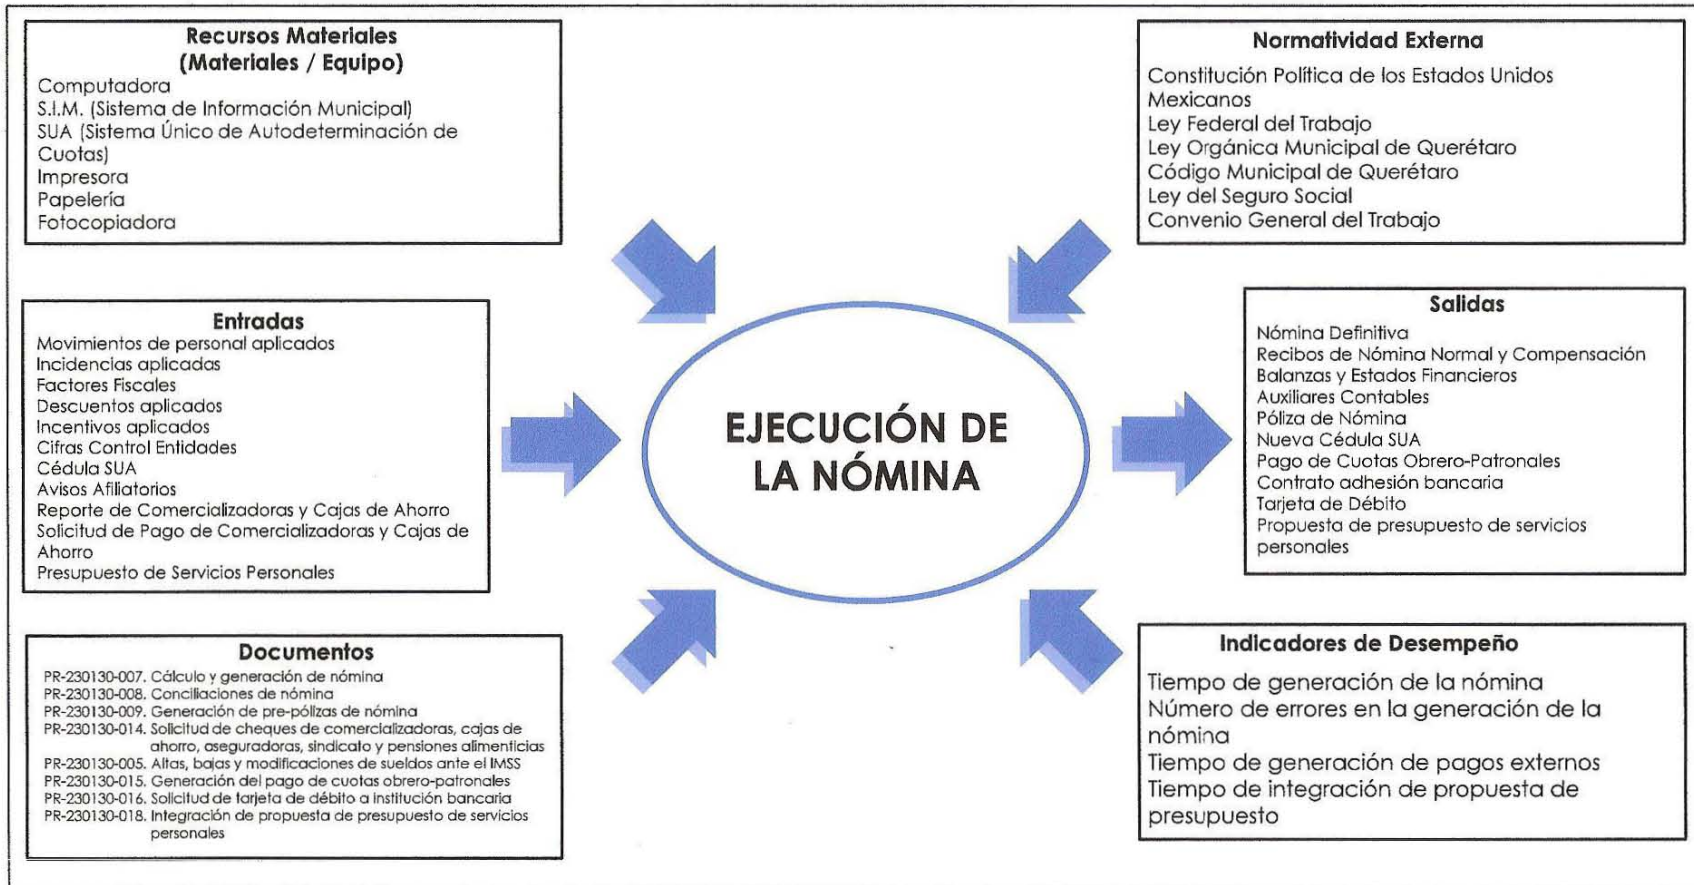 Recursos Materiales
(Materiales / Equipo)
Computadora
S.I.M. (Sistema de Información Municipal)
SUA (Sistema Único de Autodeterminación de
Cuotas)
Impresora
Papelería
Fotocopiadora
Normatividad Externa
Constitución Política de los Estados Unidos
Mexicanos
Ley Federal del Trabajo
Ley Orgánica Municipal de Querétaro
Código Municipal de Querétaro
Ley del Seguro Social
Convenio General del Trabajo
Entradas
Movimientos de personal aplicados
Incidencias aplicadas
Factores Fiscales
Descuentos aplicados
Incentivos aplicados
Cifras Control Entidades
Cédula SUA
Avisos Afiliatorios
Reporte de Comercializadoras y Cajas de Ahorro
Solicitud de Pago de Comercializadoras y Cajas de
Ahorro
Presupuesto de Servicios Personales
EJECUCIÓN DE
LA NÓMINA
Salidas
Nómina Definitiva
Recibos de Nómina Normal y Compensación
Balanzas y Estados Financieros
Auxiliares Contables
Póliza de Nómina
Nueva Cédula SUA
Pago de Cuotas Obrero-Patronales
Contrato adhesión bancaria
Tarjeta de Débito
Propuesta de presupuesto de servicios
personales
Documentos
PR-230130-007. Cálculo y generación de nómina
PR-230130-008. Conciliaciones de nómina
PR-230130-009. Generación de pre-pólizas de nómina
PR-230130-014. Solicitud de cheques de comercializadoras, cajas de
ahorro, aseguradoras, sindicato y pensiones alimenticias
PR-230130-005. Altas, bajas y modificaciones de sueldos ante el IMSS
PR-230130-015. Generación del pago de cuotas obrero-patronales
PR-230130-016. Solicitud de tarjeta de débito a institución bancaria
PR-230130-018. Integración de propuesta de presupuesto de servicios
personales
Indicadores de Desempeño
Tiempo de generación de la nómina
Número de errores en la generación de la
nómina
Tiempo de generación de pagos externos
Tiempo de integración de propuesta de
presupuesto